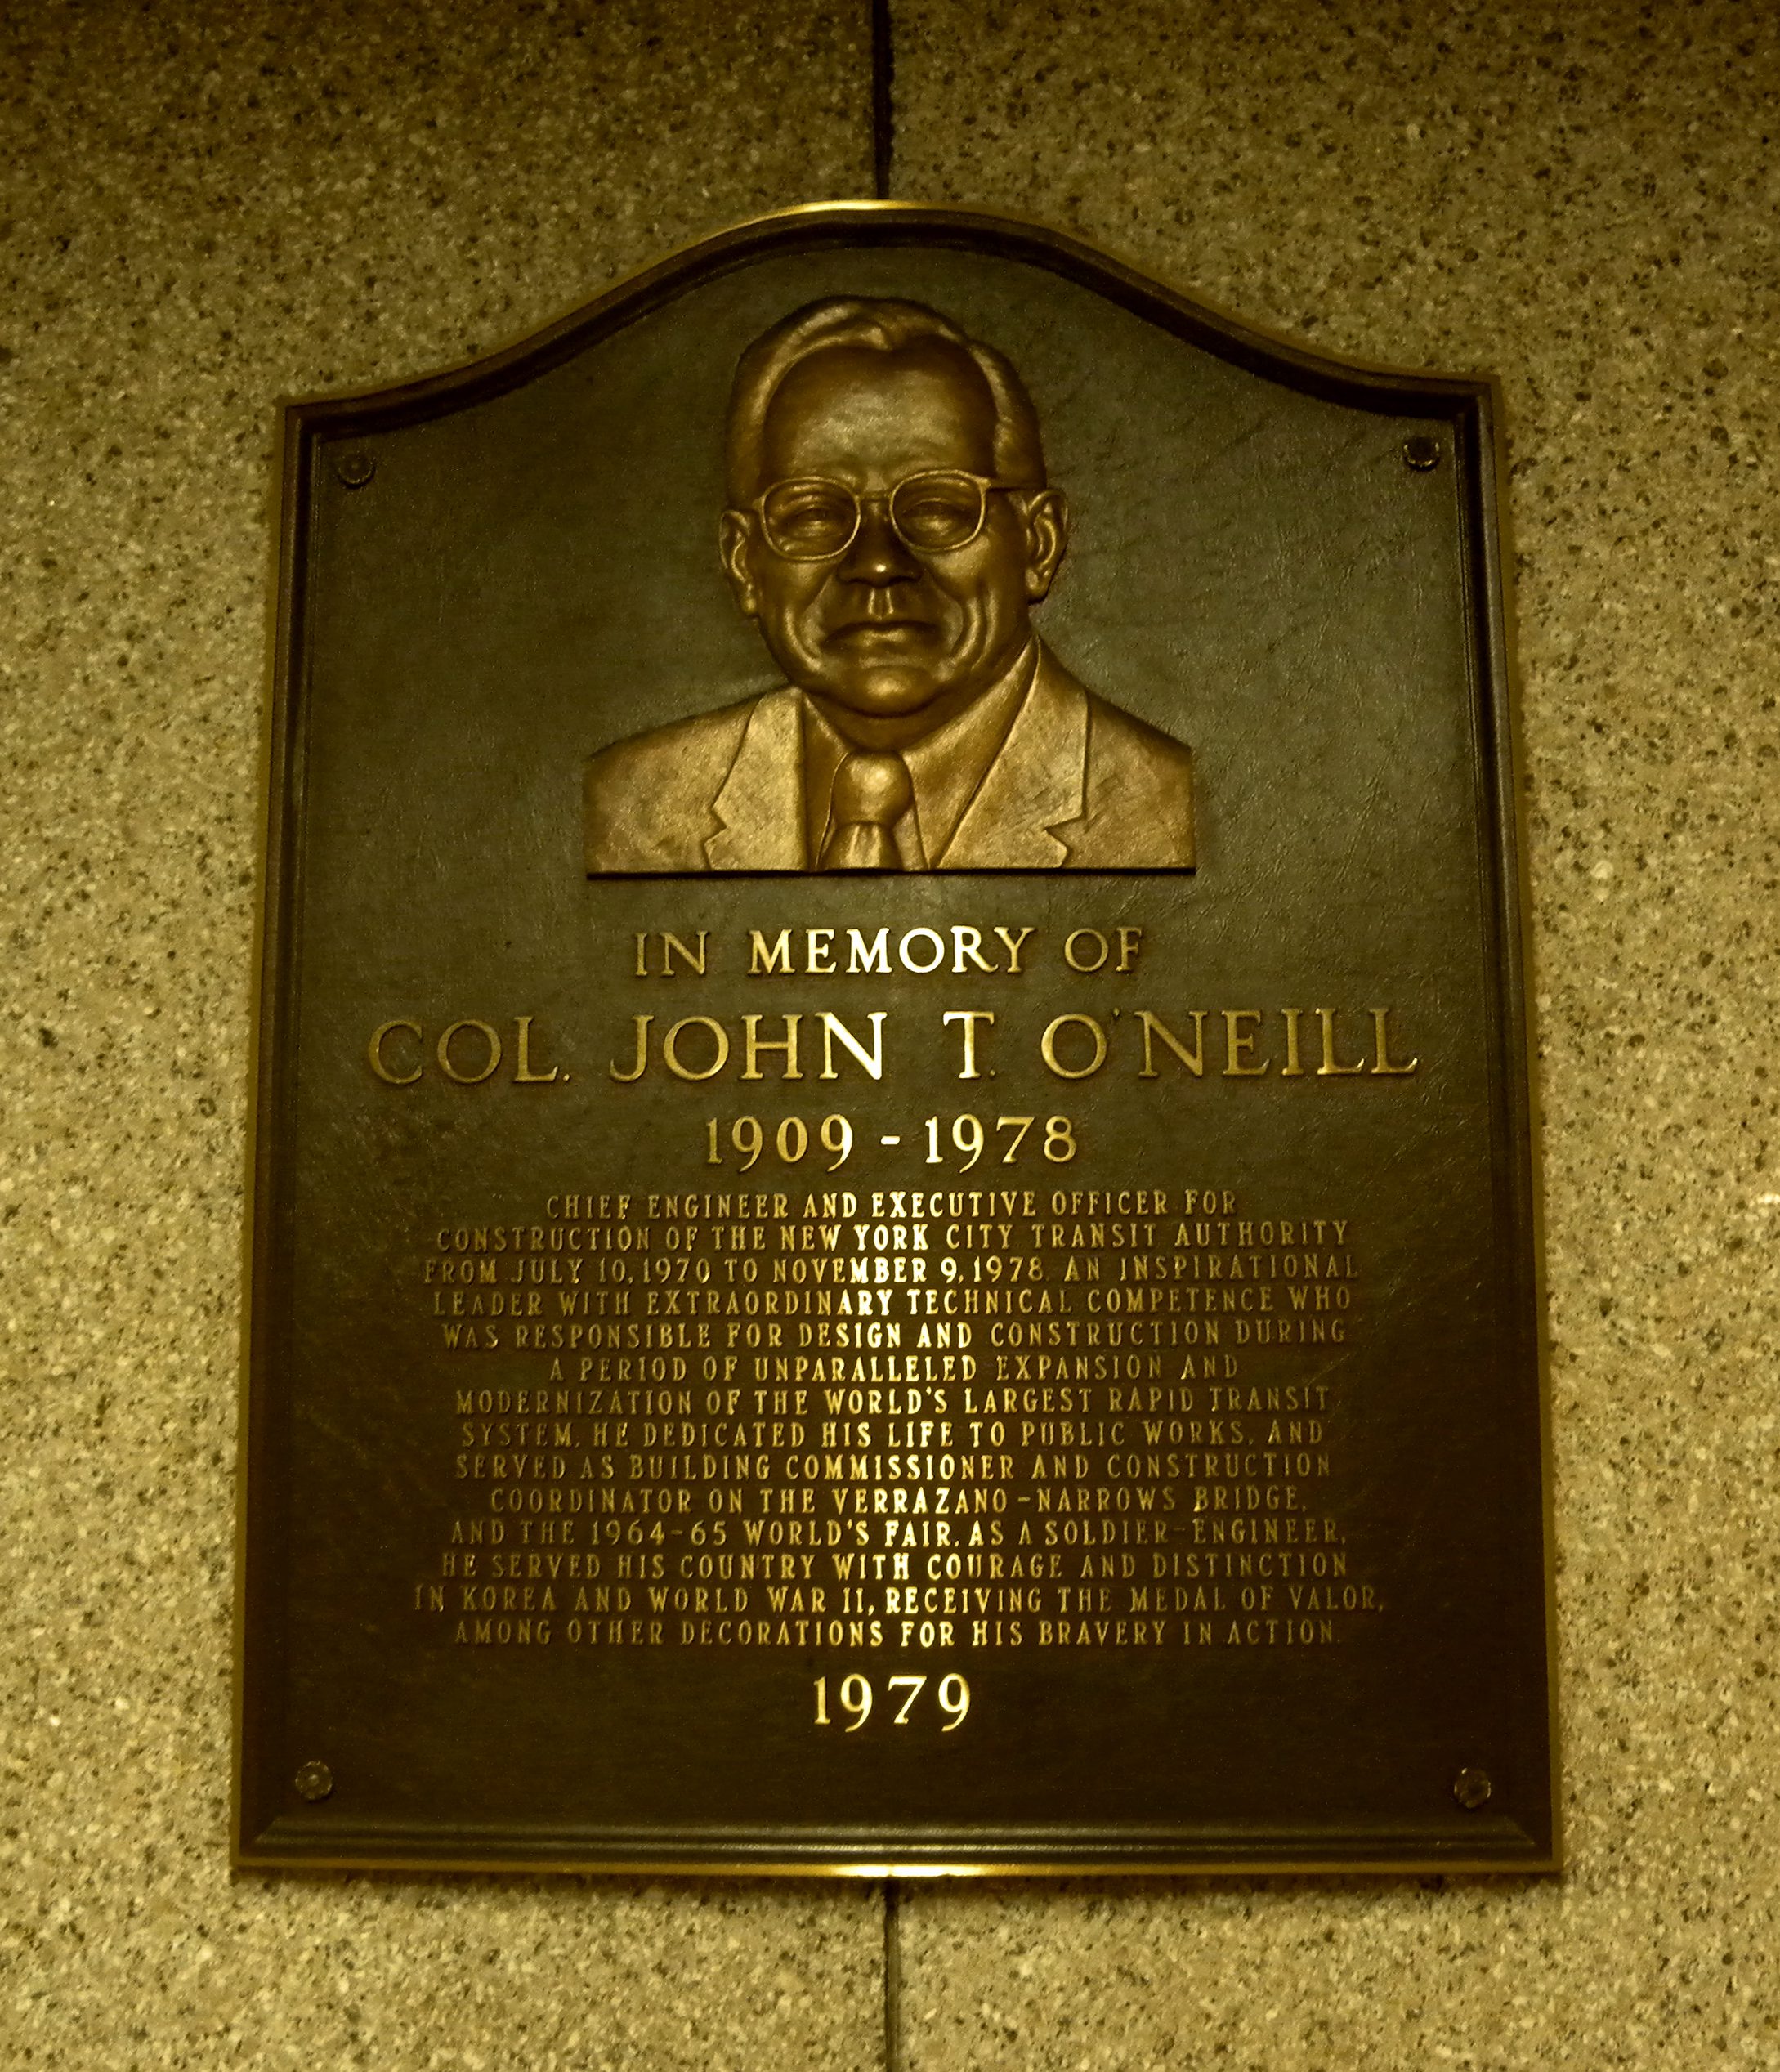 IN MEMORY OF
COL. JOHN T. O'NEILL
1909 - 1978
CHIEF ENGINEER AND EXECUTIVE OFFICER FOR
CONSTRUCTION OF THE NEW YORK CITY TRANSIT AUTHORITY
FROM JULY 10, 1970 TO NOVEMBER 9, 1978. AN INSPIRATIONAL
LEADER WITH EXTRAORDINARY TECHNICAL COMPETENCE WHO
WAS RESPONSIBLE FOR DESIGN AND CONSTRUCTION DURING
A PERIOD OF UNPARALLELED EXPANSION AND
MODERNIZATION OF THE WORLD'S LARGEST RAPID TRANSIT
SYSTEM. HE DEDICATED HIS LIFE TO PUBLIC WORKS, AND
SERVED AS BUILDING COMMISSIONER AND CONSTRUCTION
COORDINATOR ON THE VERRAZANO-NARROWS BRIDGE,
AND THE 1964-65 WORLD'S FAIR. AS A SOLDIER-ENGINEER,
HE SERVED HIS COUNTRY WITH COURAGE AND DISTINCTION
IN KOREA AND WORLD WAR II, RECEIVING THE MEDAL OF VALOR,
AMONG OTHER DECORATIONS FOR HIS BRAVERY IN ACTION.
1979